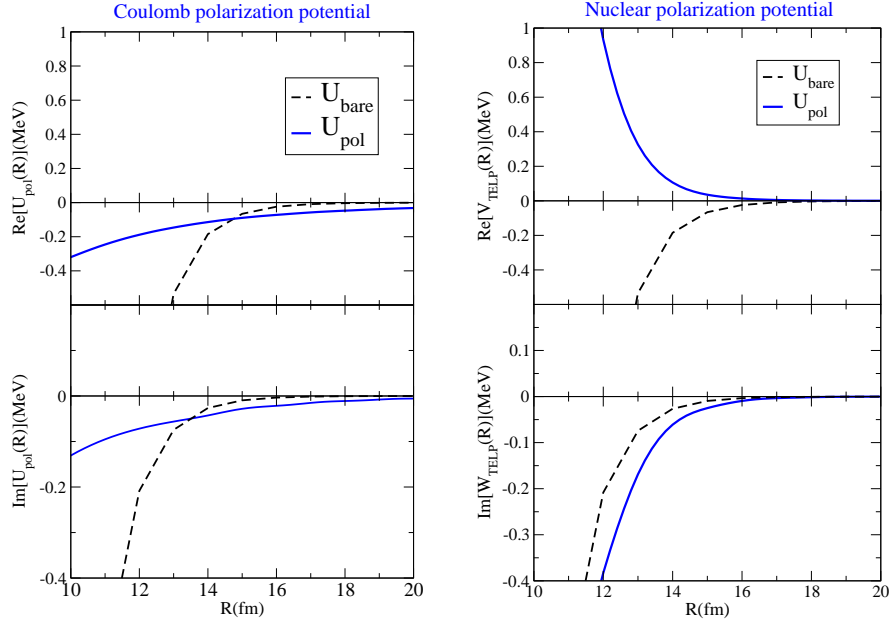 Coulomb polarization potential
1
0.8
0.6
0.4
0.2
0
-0.2
-0.4
Re[U_pol(R)](MeV)
U_bare
U_pol
0
-0.1
-0.2
-0.3
-0.4
Im[U_pol(R)](MeV)
10 12 14 16 18 20
R(fm)
Nuclear polarization potential
1
0.8
0.6
0.4
0.2
0
-0.2
-0.4
Re[V_TELP(R)](MeV)
U_bare
U_pol
0.1
0
-0.1
-0.2
-0.3
-0.4
Im[W_TELP(R)](MeV)
10 12 14 16 18 20
R(fm)